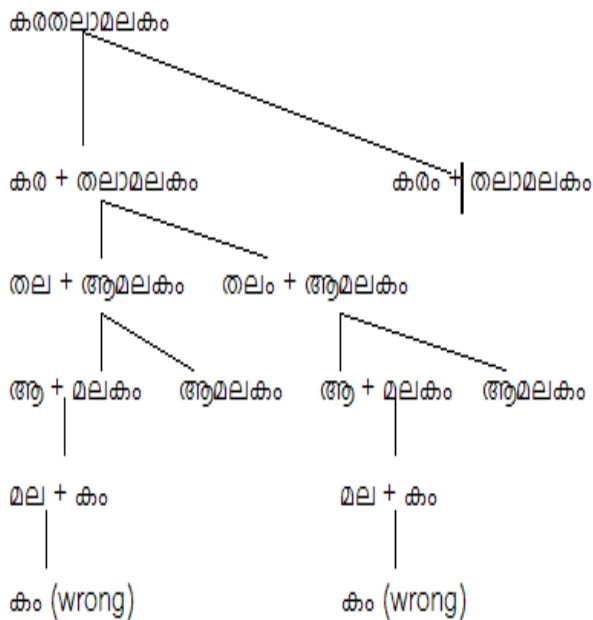 കരതലാമലകം
കര + തലാമലകം കരം + തലാമലകം
തല + ആമലകം തലം + ആമലകം
ആ + മലകം ആമലകം ആ + മലകം ആമലകം
മല + കം മല + കം
കം (wrong) കം (wrong)